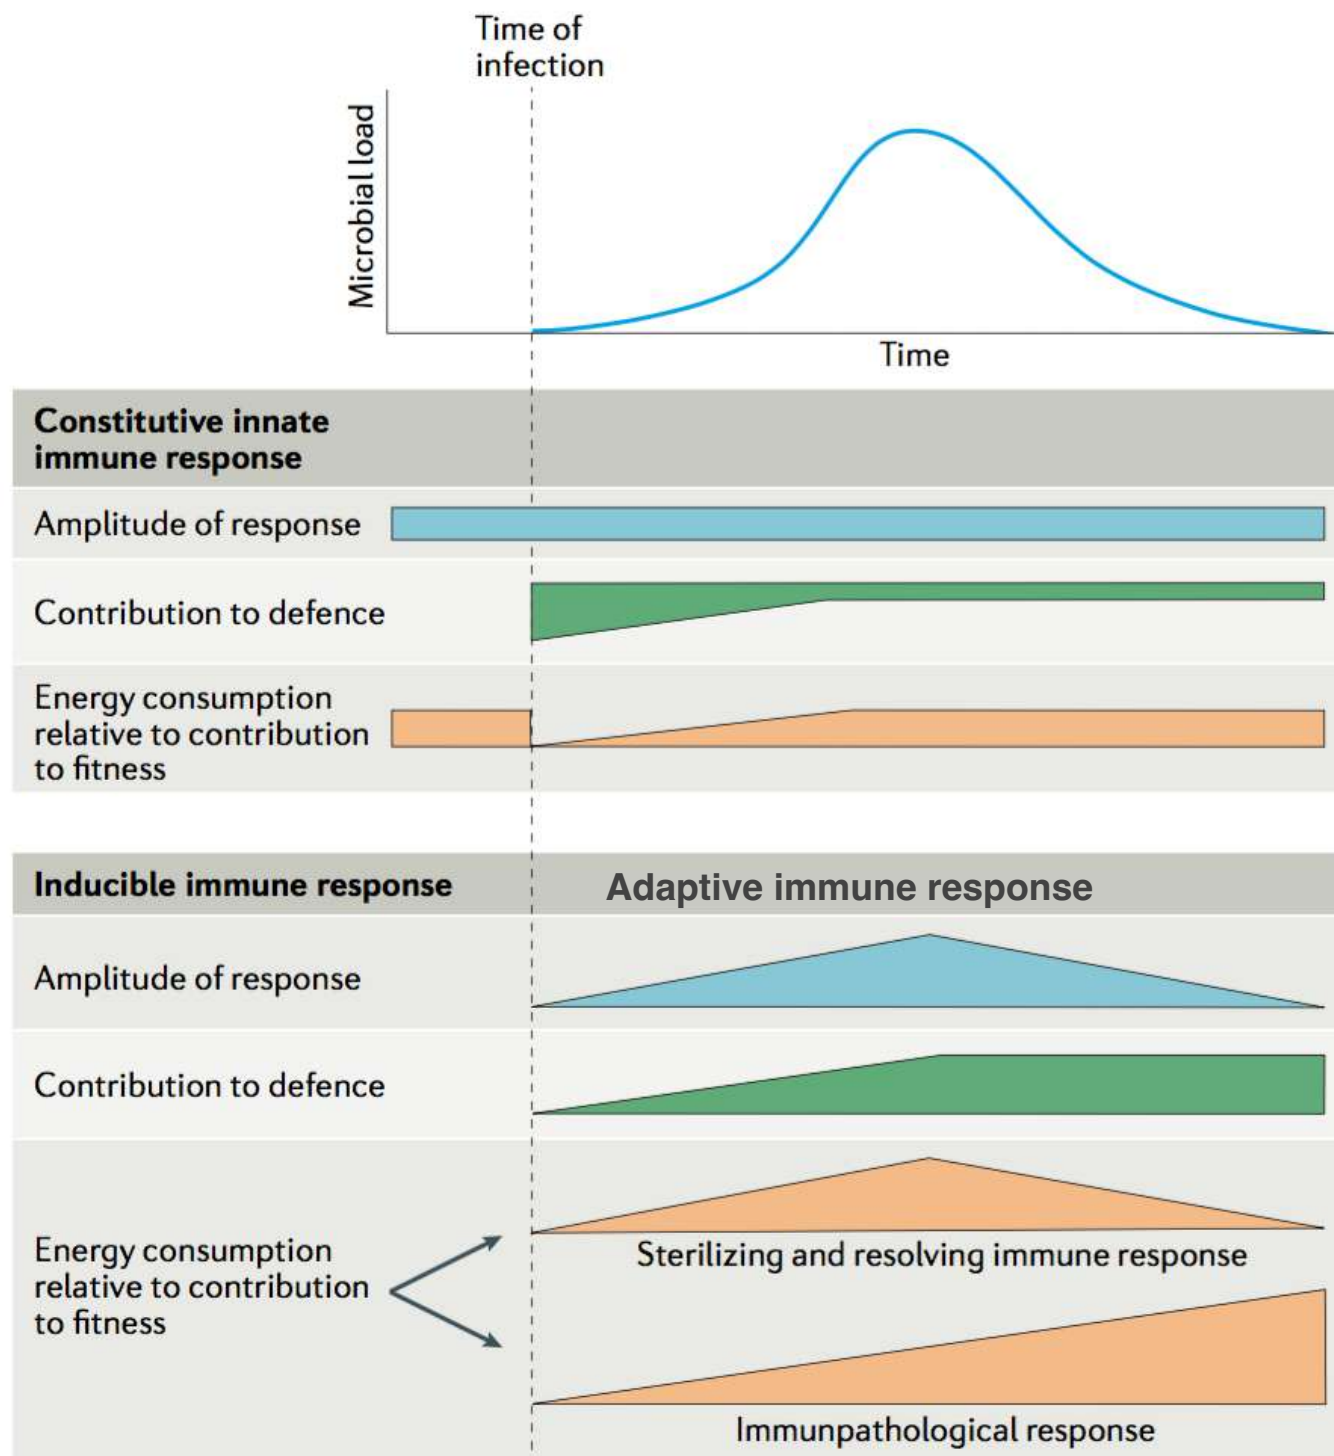 Time of
infection
Microbial load
Time
Constitutive innate
immune response
Amplitude of response
Contribution to defence
Energy consumption
relative to contribution
to fitness
Inducible immune response
Adaptive immune response
Amplitude of response
Contribution to defence
Energy consumption
relative to contribution
to fitness
Sterilizing and resolving immune response
Immunpathological response